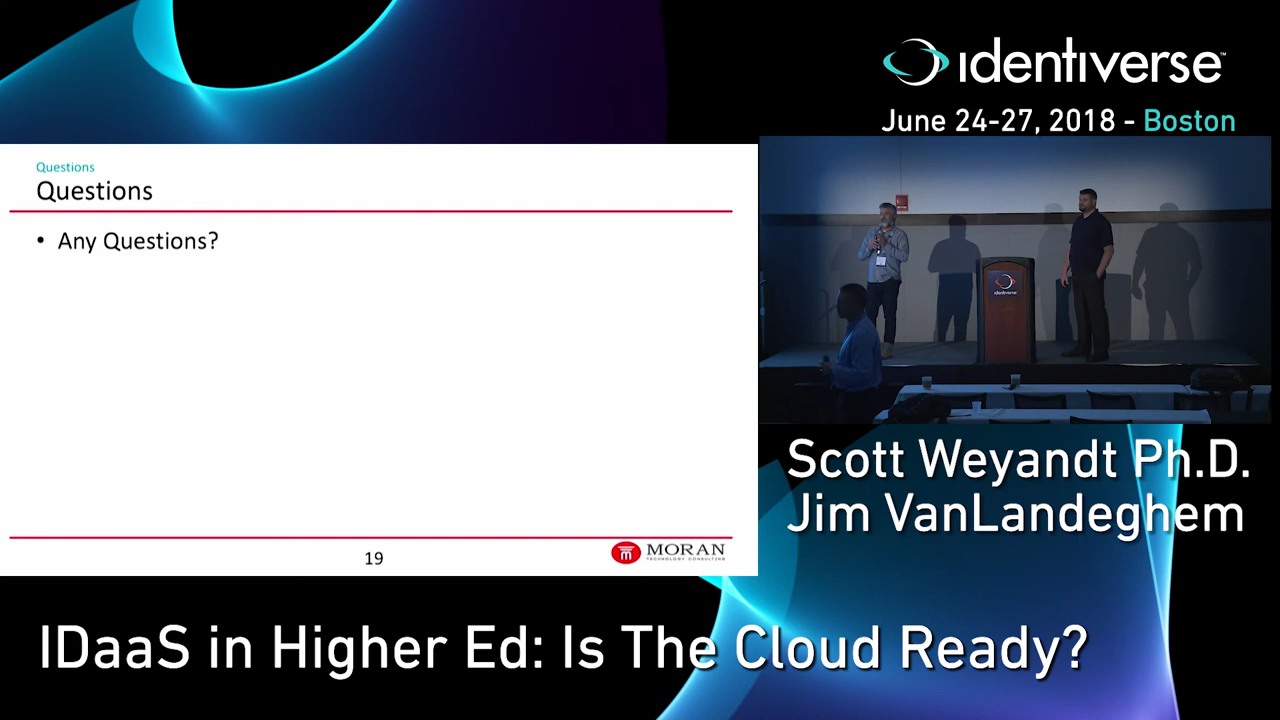 identiverse™
June 24-27, 2018 - Boston
Questions
Questions
• Any Questions?
19
MORAN
TECHNOLOGY CONSULTING
identiverse
Scott Weyandt Ph.D.
Jim VanLandeghem
IDaaS in Higher Ed: Is The Cloud Ready?